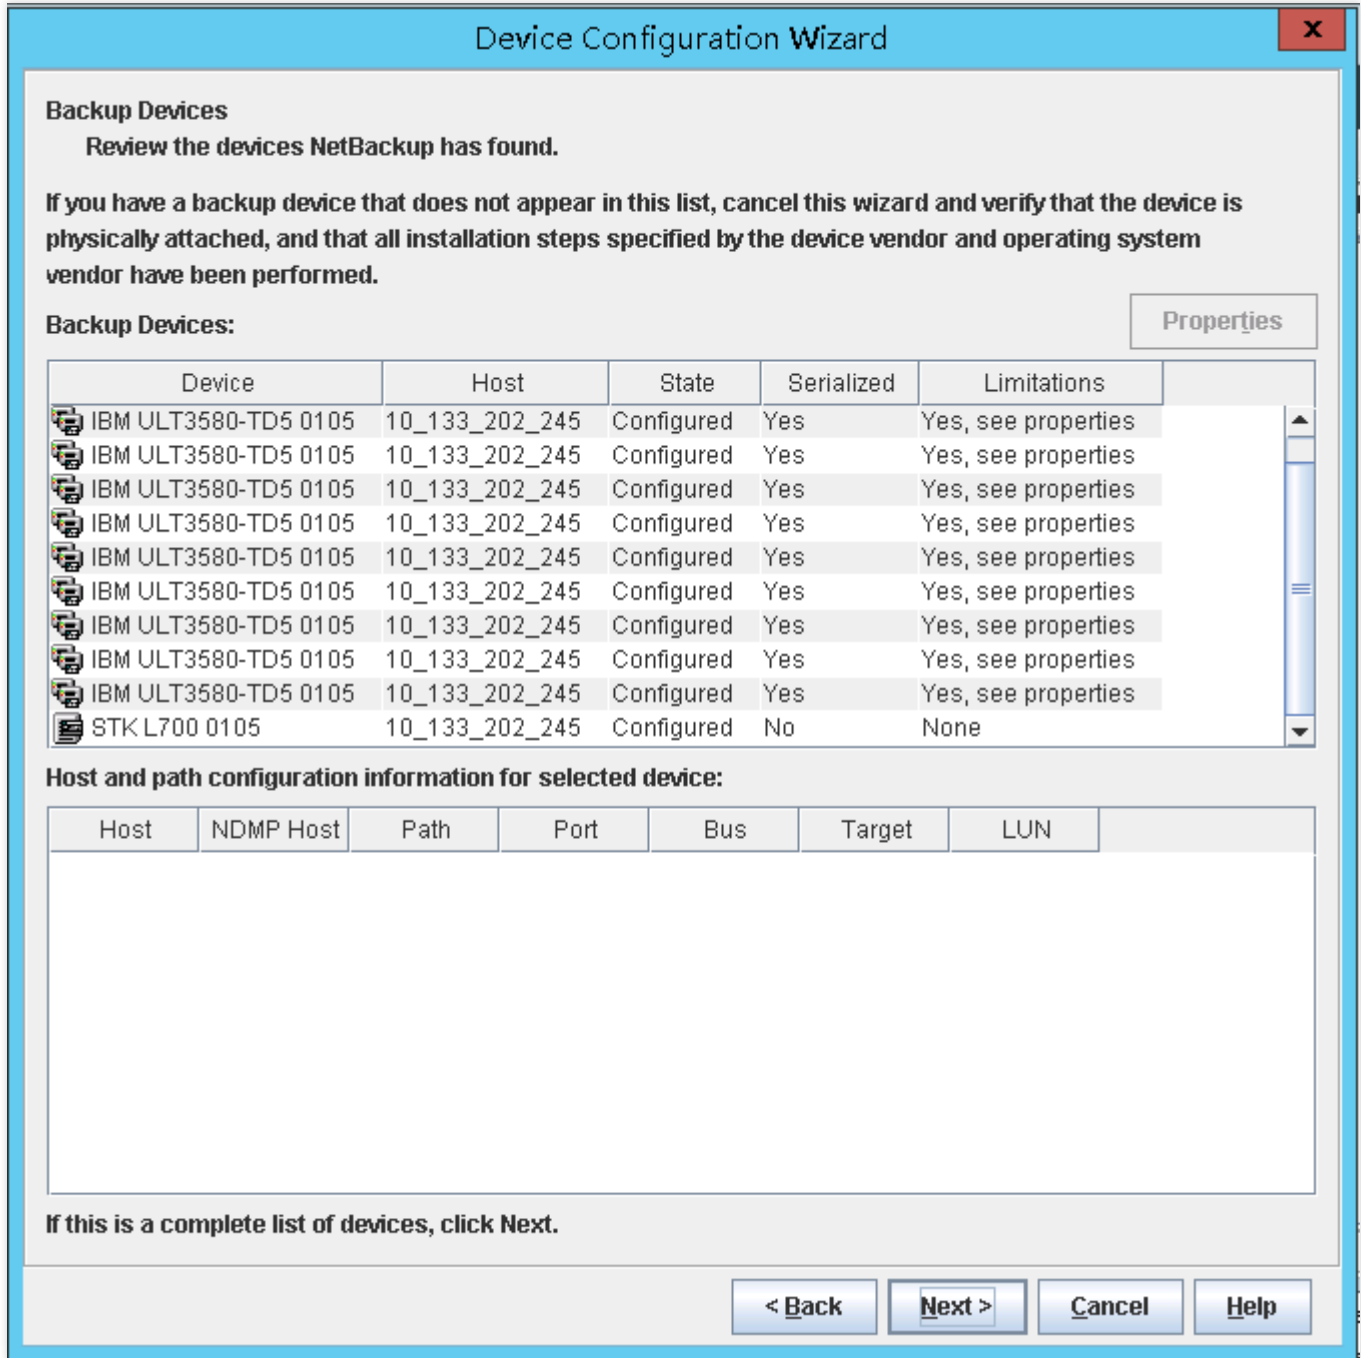 Device Configuration Wizard
x
Backup Devices
Review the devices NetBackup has found.
If you have a backup device that does not appear in this list, cancel this wizard and verify that the device is
physically attached, and that all installation steps specified by the device vendor and operating system
vendor have been performed.
Properties
Backup Devices:
Device Host State Serialized Limitations
IBM ULT3580-TD5 0105 10_133_202_245 Configured Yes Yes, see properties
IBM ULT3580-TD5 0105 10_133_202_245 Configured Yes Yes, see properties
IBM ULT3580-TD5 0105 10_133_202_245 Configured Yes Yes, see properties
IBM ULT3580-TD5 0105 10_133_202_245 Configured Yes Yes, see properties
IBM ULT3580-TD5 0105 10_133_202_245 Configured Yes Yes, see properties
IBM ULT3580-TD5 0105 10_133_202_245 Configured Yes Yes, see properties
IBM ULT3580-TD5 0105 10_133_202_245 Configured Yes Yes, see properties
IBM ULT3580-TD5 0105 10_133_202_245 Configured Yes Yes, see properties
IBM ULT3580-TD5 0105 10_133_202_245 Configured Yes Yes, see properties
STK L700 0105 10_133_202_245 Configured No None
Host and path configuration information for selected device:
Host NDMP Host Path Port Bus Target LUN
If this is a complete list of devices, click Next.
< Back Next > Cancel Help